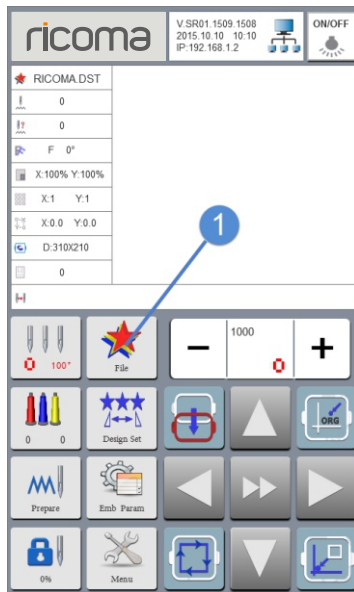 ricoma
V.SR01.1509.1508
2015.10.10 10:10
IP:192.168.1.2
ON/OFF
RICOMA.DST
0
0
F 0°
X:100% Y:100%
X:1 Y:1
X:0.0 Y:0.0
D:310X210
0
1
0 100°
File
1000
0
0 0
Design Set
ORG
Prepare
Emb Param
0%
Menu